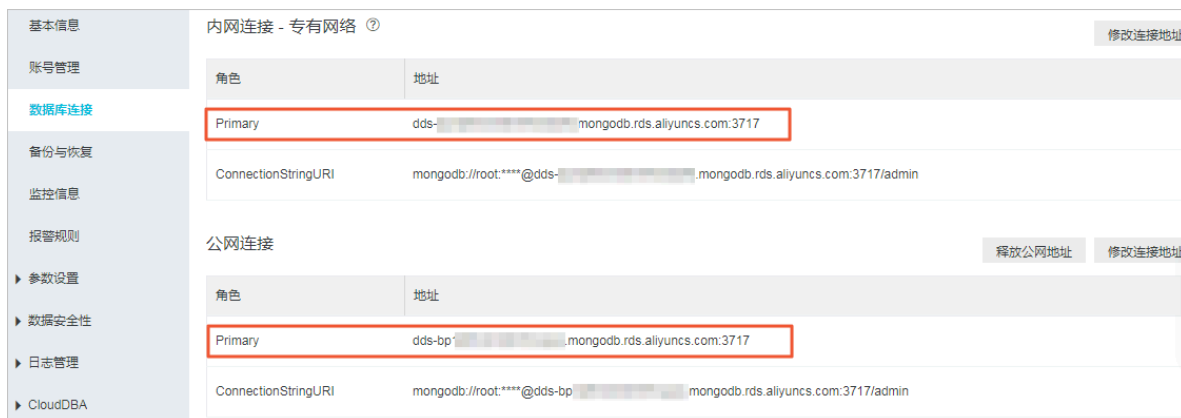 基本信息
账号管理
数据库连接
备份与恢复
监控信息
报警规则
参数设置
数据安全性
日志管理
CloudDBA
内网连接 - 专有网络 ?
修改连接地址
角色 地址
Primary dds- mongodb.rds.aliyuncs.com:3717
ConnectionStringURI mongodb://root:****@dds- .mongodb.rds.aliyuncs.com:3717/admin
公网连接
释放公网地址 修改连接地址
角色 地址
Primary dds-bp .mongodb.rds.aliyuncs.com:3717
ConnectionStringURI mongodb://root:****@dds-bp mongodb.rds.aliyuncs.com:3717/admin